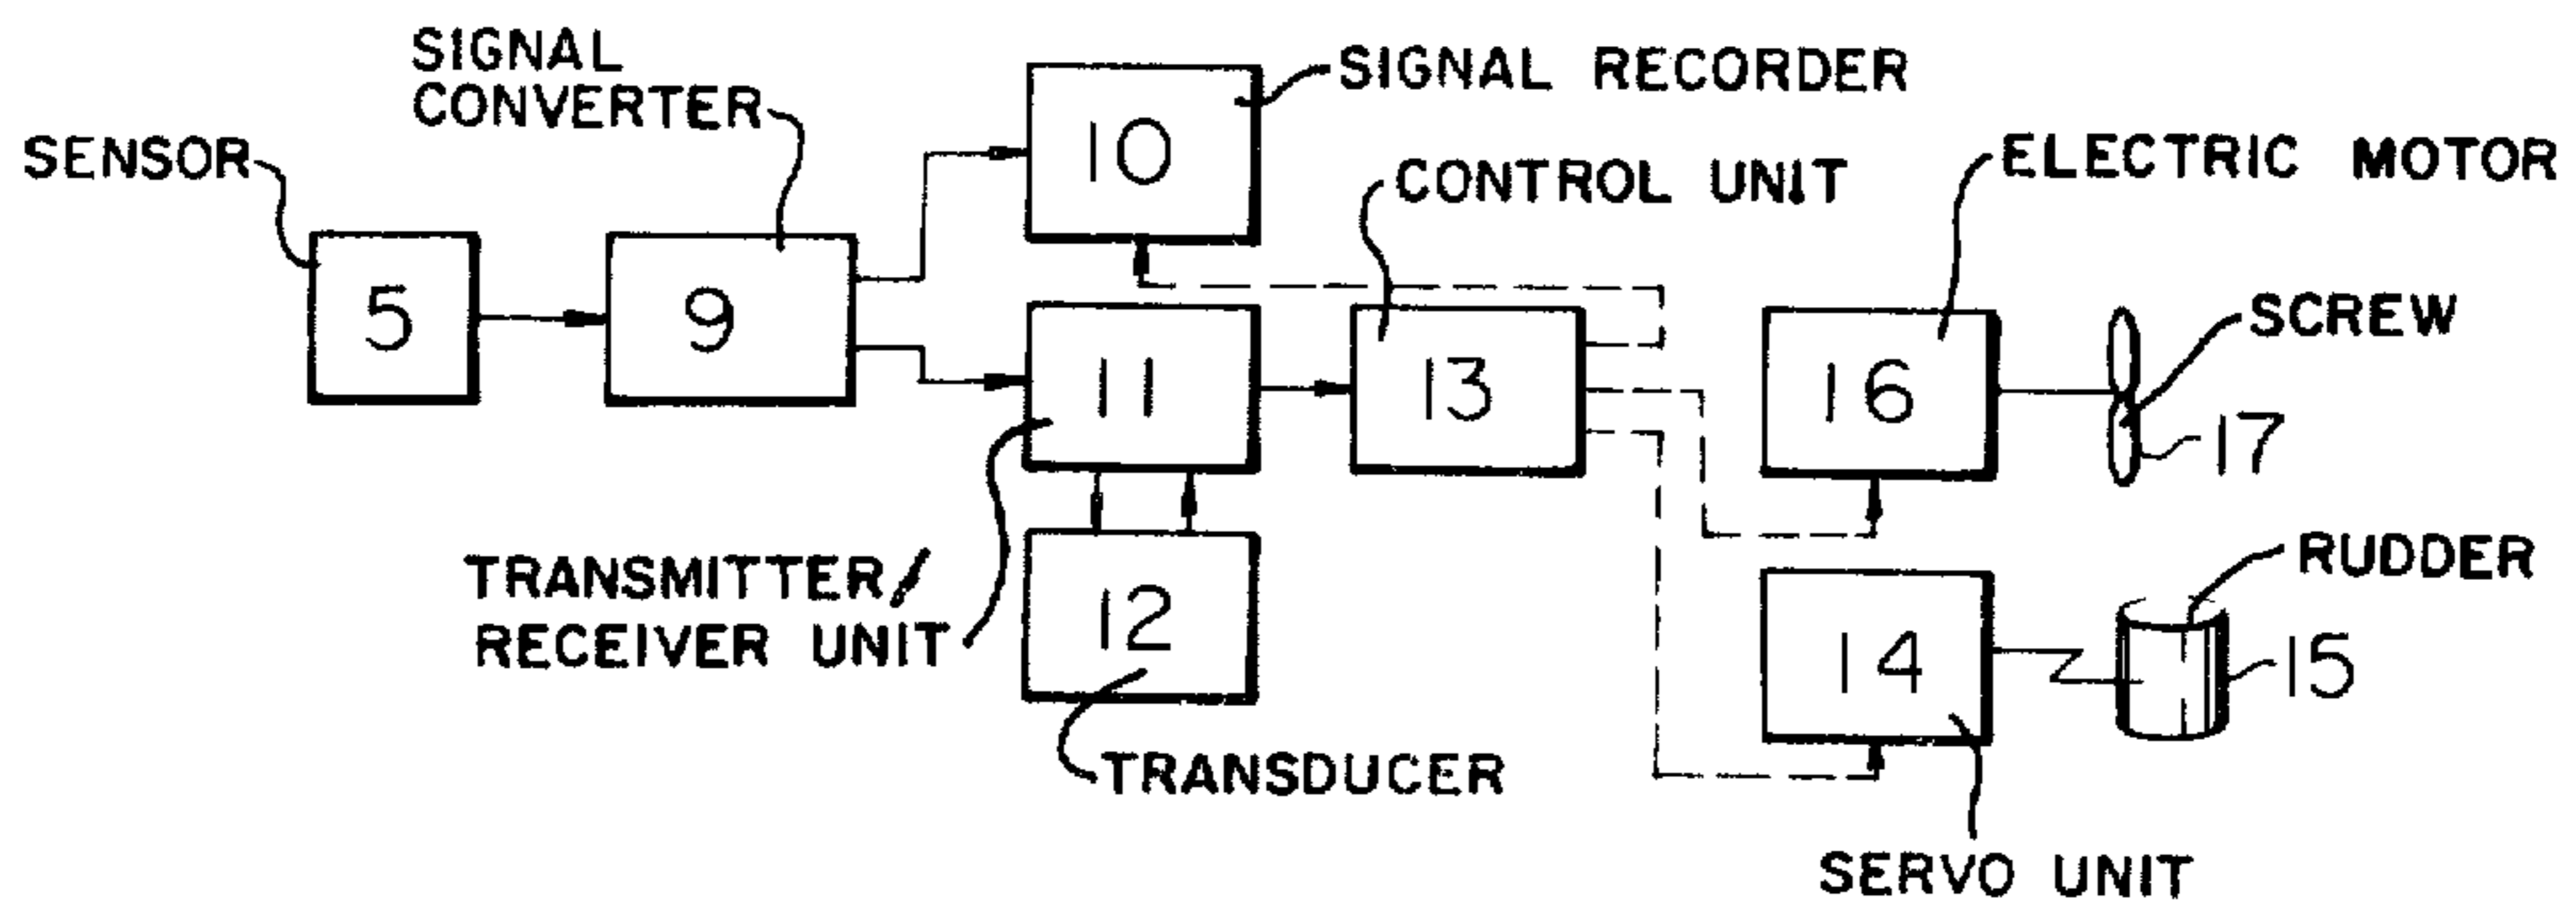 SIGNAL
CONVERTER
SENSOR
SIGNAL RECORDER
CONTROL UNIT
ELECTRIC MOTOR
10
5
9
11
13
16
SCREW
17
TRANSMITTER/
RECEIVER UNIT
12
TRANSDUCER
14
RUDDER
15
SERVO UNIT